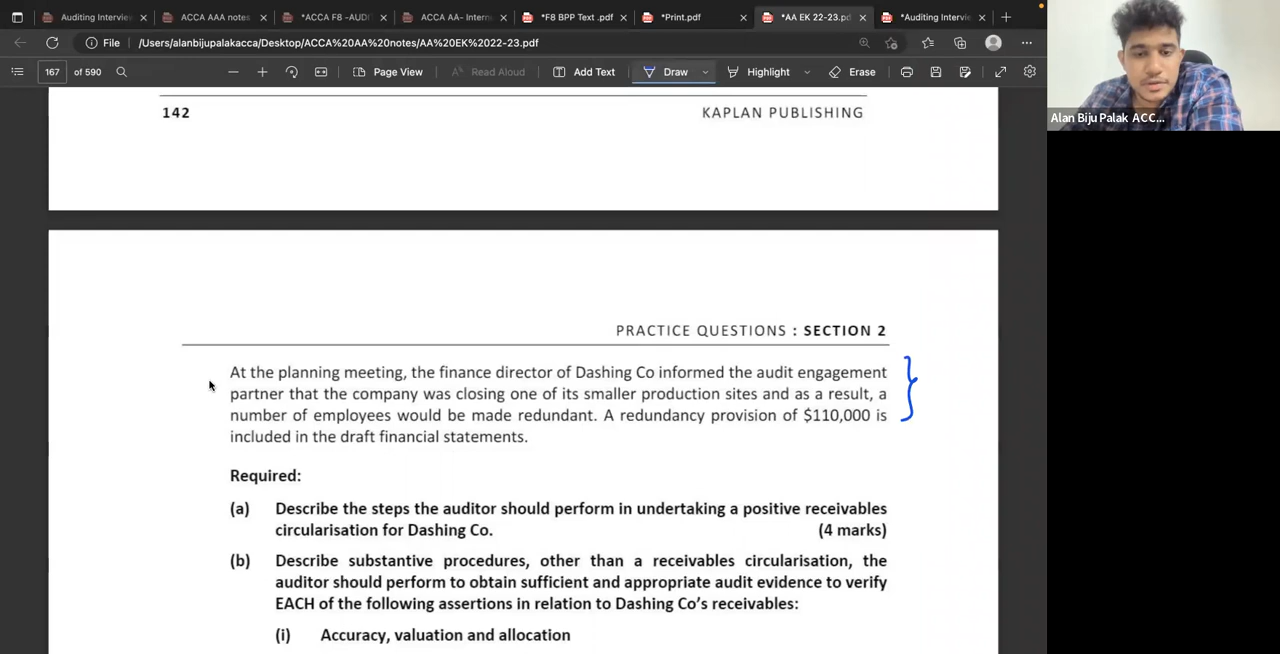 Auditing Interview
ACCA AAA notes
*ACCA F8 -AUDI
ACCA AA- Intern
*F8 BPP Text .pdf
*Print.pdf
*AA EK 22-23.pd
*Auditing Intervie
File
/Users/alanbijupalakacca/Desktop/ACCA%20AA%20notes/AA%20EK%2022-23.pdf
167 of 590
Page View
Read Aloud
Add Text
Draw
Highlight
Erase
Alan Biju Palak ACC...
142 KAPLAN PUBLISHING
PRACTICE QUESTIONS : SECTION 2
At the planning meeting, the finance director of Dashing Co informed the audit engagement
partner that the company was closing one of its smaller production sites and as a result, a
number of employees would be made redundant. A redundancy provision of $110,000 is
included in the draft financial statements.
Required:
(a) Describe the steps the auditor should perform in undertaking a positive receivables
circularisation for Dashing Co. (4 marks)
(b) Describe substantive procedures, other than a receivables circularisation, the
auditor should perform to obtain sufficient and appropriate audit evidence to verify
EACH of the following assertions in relation to Dashing Co's receivables:
(i) Accuracy, valuation and allocation